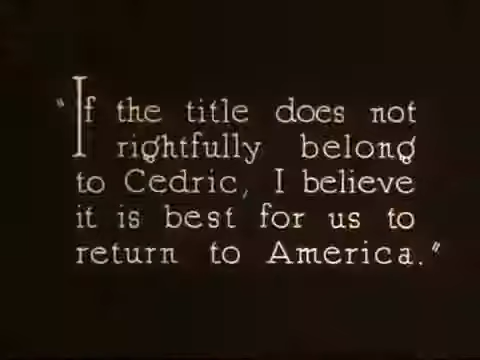 "If the title does not
rightfully belong
to Cedric, I believe
it is best for us to
return to America."